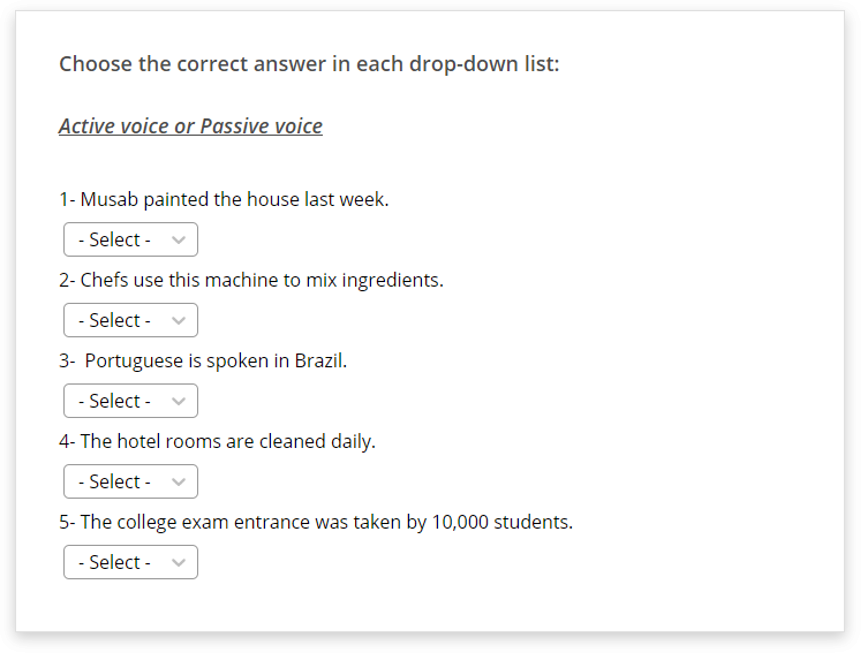 Choose the correct answer in each drop-down list:
Active voice or Passive voice
1- Musab painted the house last week.
- Select -
2- Chefs use this machine to mix ingredients.
- Select -
3-  Portuguese is spoken in Brazil.
- Select -
4- The hotel rooms are cleaned daily.
- Select -
5- The college exam entrance was taken by 10,000 students.
- Select -